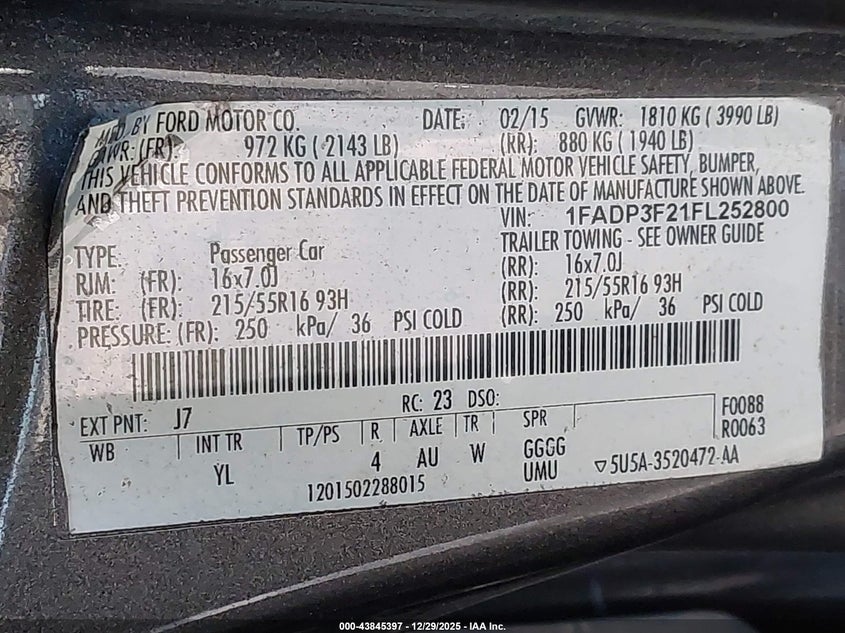 MFD. BY FORD MOTOR CO. DATE: 02/15 GVWR: 1810 KG ( 3990 LB)
GAWR: (FR): 972 KG ( 2143 LB) (RR): 880 KG ( 1940 LB)
THIS VEHICLE CONFORMS TO ALL APPLICABLE FEDERAL MOTOR VEHICLE SAFETY, BUMPER,
AND THEFT PREVENTION STANDARDS IN EFFECT ON THE DATE OF MANUFACTURE SHOWN ABOVE.
VIN: 1FADP3F21FL252800
TYPE: Passenger Car TRAILER TOWING - SEE OWNER GUIDE
RIM: (FR): 16x7.0J (RR): 16x7.0J
TIRE: (FR): 215/55R16 93H (RR): 215/55R16 93H
PRESSURE: (FR): 250 kPa/ 36 PSI COLD (RR): 250 kPa/ 36 PSI COLD
EXT PNT: J7 RC: 23 DSO: F0088
WB INT TR TP/PS R AXLE TR SPR R0063
YL 4 AU W GGGG
UMU ▽5U5A-3520472-AA
1201502288015
000-43845397 - 12/29/2025 - IAA Inc.